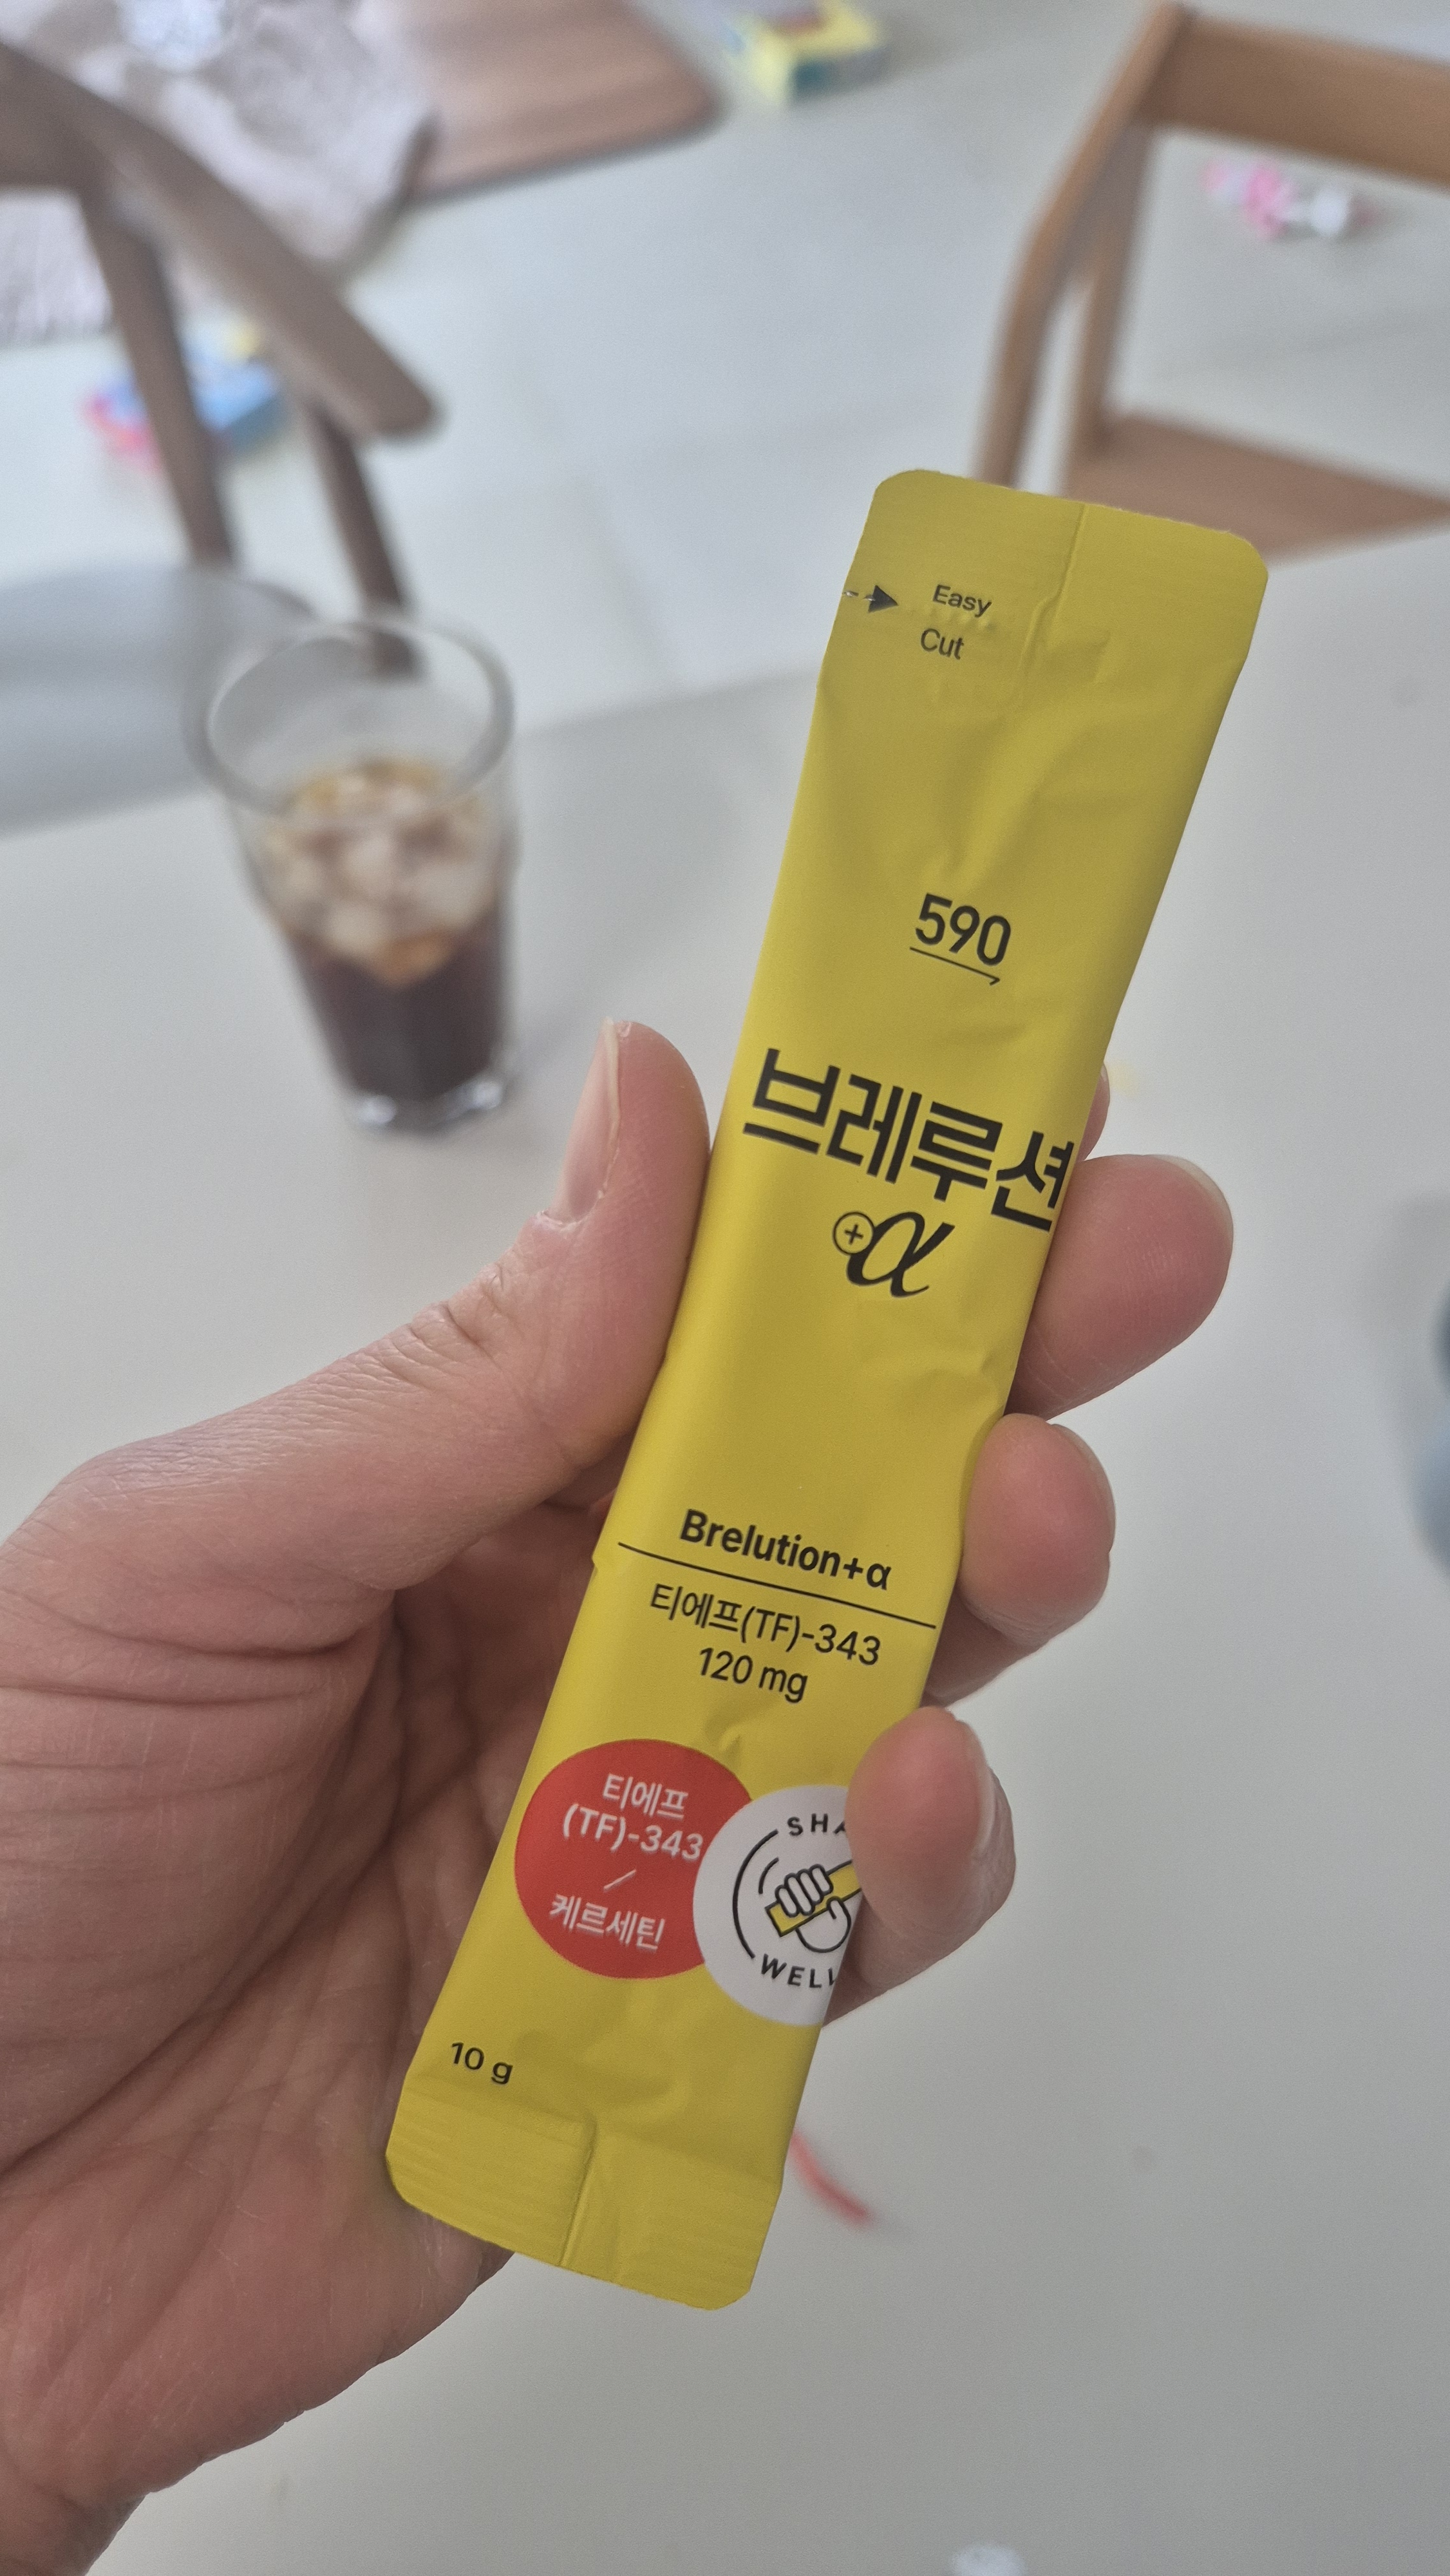 Easy
Cut
590
브레루션
+α
Brelution+α
티에프(TF)-343
120 mg
티에프
(TF)-343
/
케르세틴
10 g